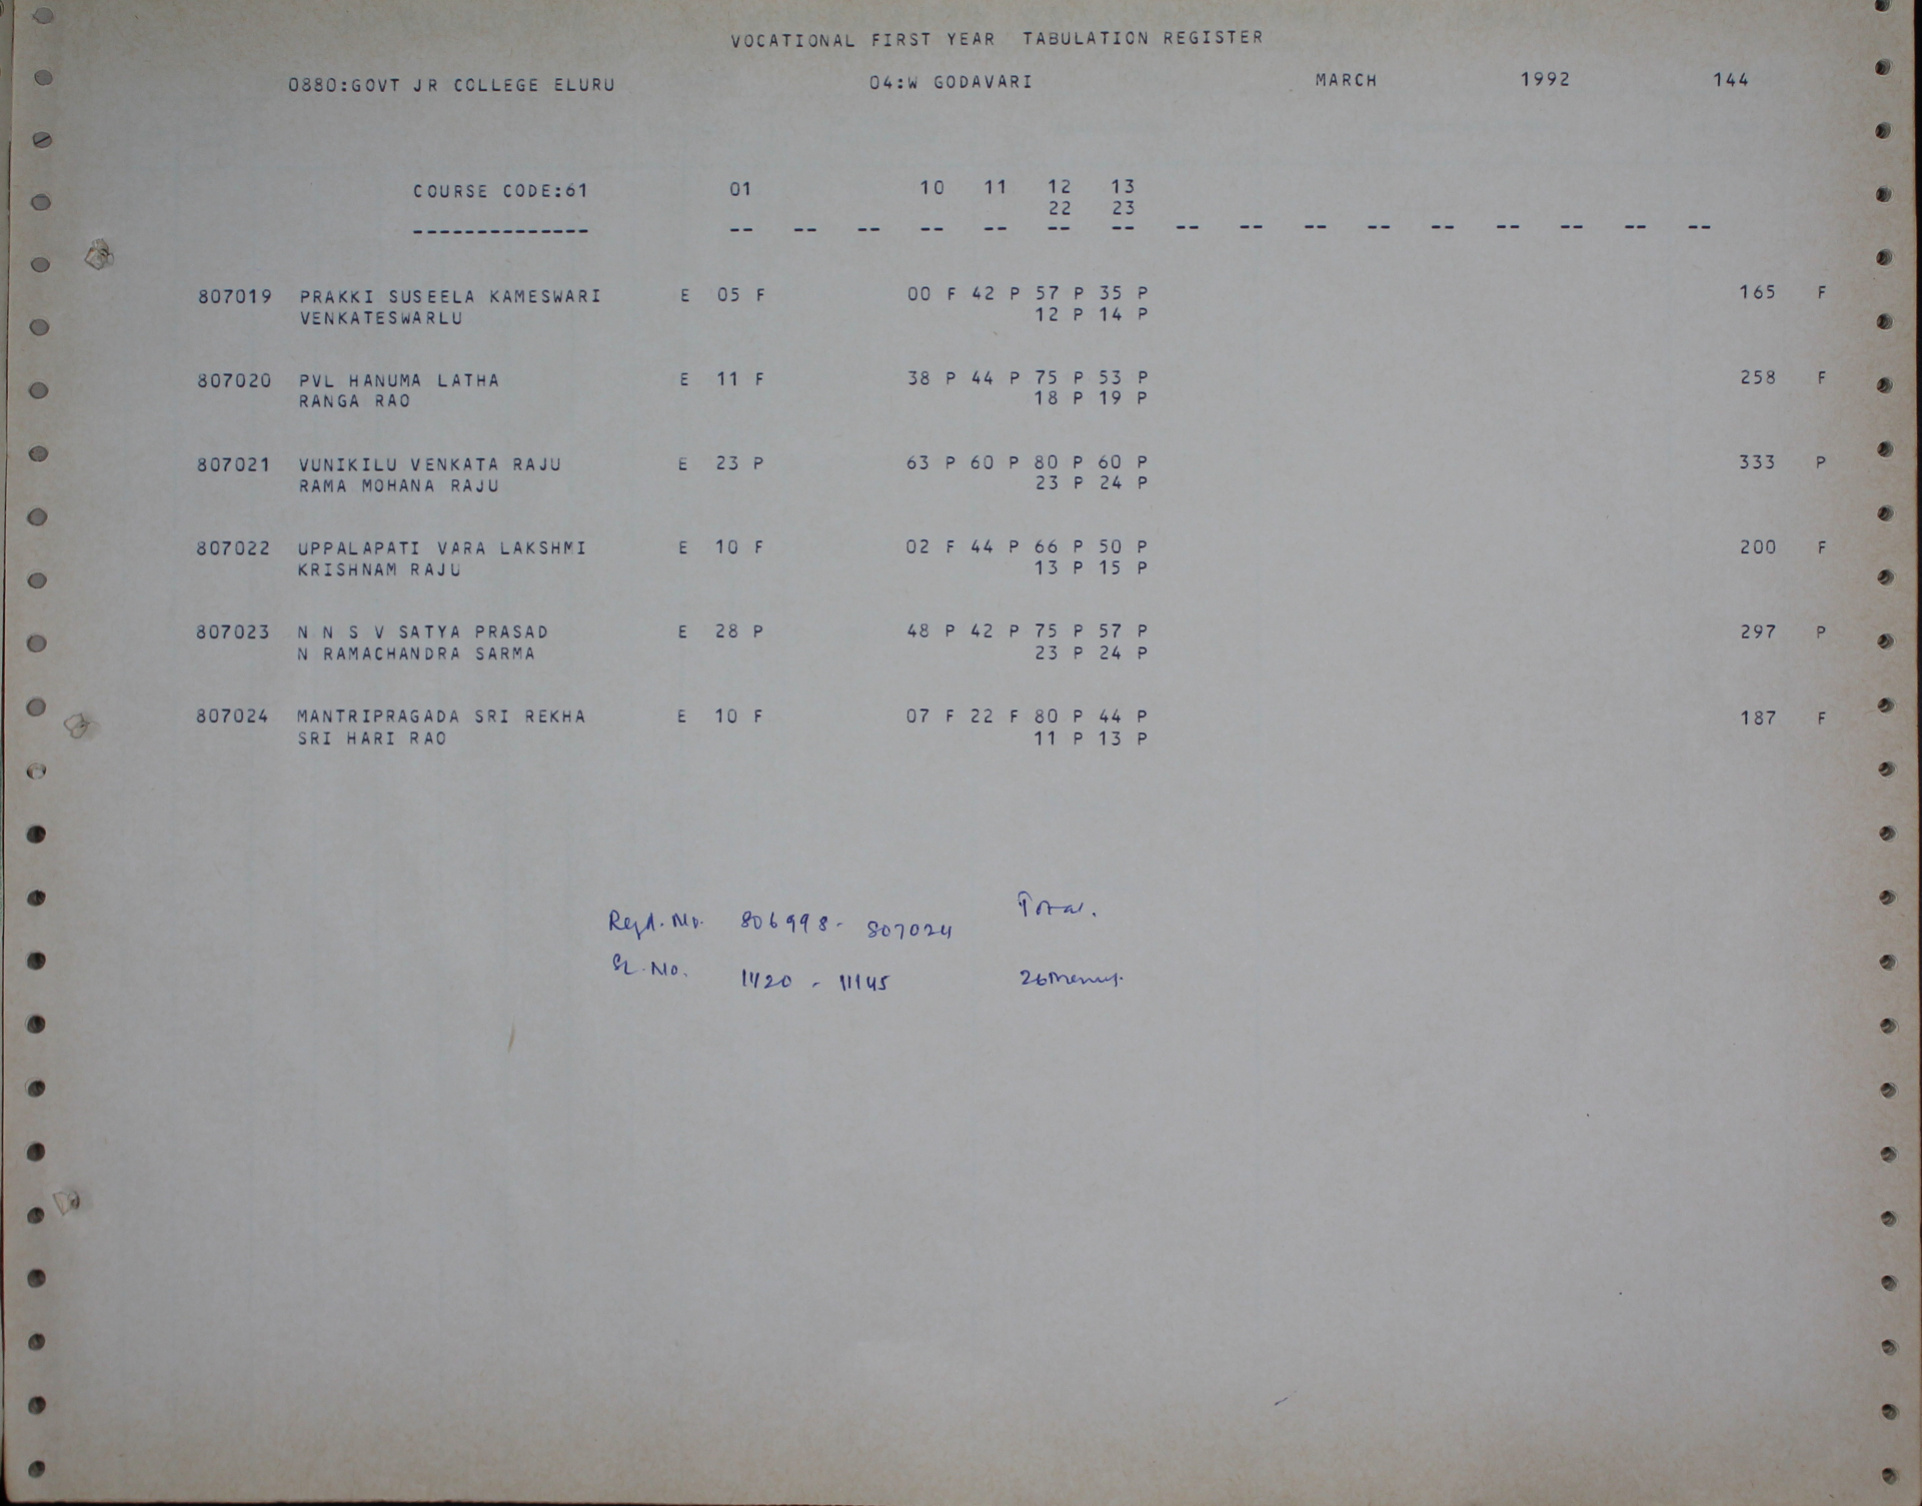 VOCATIONAL FIRST YEAR TABULATION REGISTER
0880:GOVT JR COLLEGE ELURU 04:W GODAVARI MARCH 1992 144
COURSE CODE:61 01 10 11 12 13
22 23
-------------- -- -- -- -- -- -- -- -- -- -- -- -- -- -- -- --
807019 PRAKKI SUSEELA KAMESWARI E 05 F 00 F 42 P 57 P 35 P 165 F
VENKATESWARLU 12 P 14 P
807020 PVL HANUMA LATHA E 11 F 38 P 44 P 75 P 53 P 258 F
RANGA RAO 18 P 19 P
807021 VUNIKILU VENKATA RAJU E 23 P 63 P 60 P 80 P 60 P 333 P
RAMA MOHANA RAJU 23 P 24 P
807022 UPPALAPATI VARA LAKSHMI E 10 F 02 F 44 P 66 P 50 P 200 F
KRISHNAM RAJU 13 P 15 P
807023 N N S V SATYA PRASAD E 28 P 48 P 42 P 75 P 57 P 297 P
N RAMACHANDRA SARMA 23 P 24 P
807024 MANTRIPRAGADA SRI REKHA E 10 F 07 F 22 F 80 P 44 P 187 F
SRI HARI RAO 11 P 13 P
Regd. No. 806998 - 807024 Total.
SL. No. 11120 - 11145 26